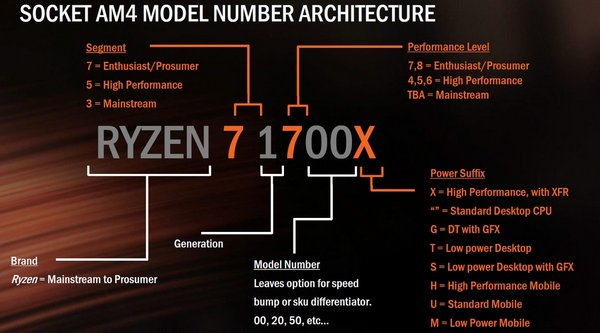 SOCKET AM4 MODEL NUMBER ARCHITECTURE
Segment
7 = Enthusiast/Prosumer
5 = High Performance
3 = Mainstream
Performance Level
7,8 = Enthusiast/Prosumer
4,5,6 = High Performance
TBA = Mainstream
RYZEN 7 1700X
Brand
Ryzen = Mainstream to Prosumer
Generation
Model Number
Leaves option for speed
bump or sku differentiator.
00, 20, 50, etc...
Power Suffix
X = High Performance, with XFR
“” = Standard Desktop CPU
G = DT with GFX
T = Low power Desktop
S = Low power Desktop with GFX
H = High Performance Mobile
U = Standard Mobile
M = Low Power Mobile